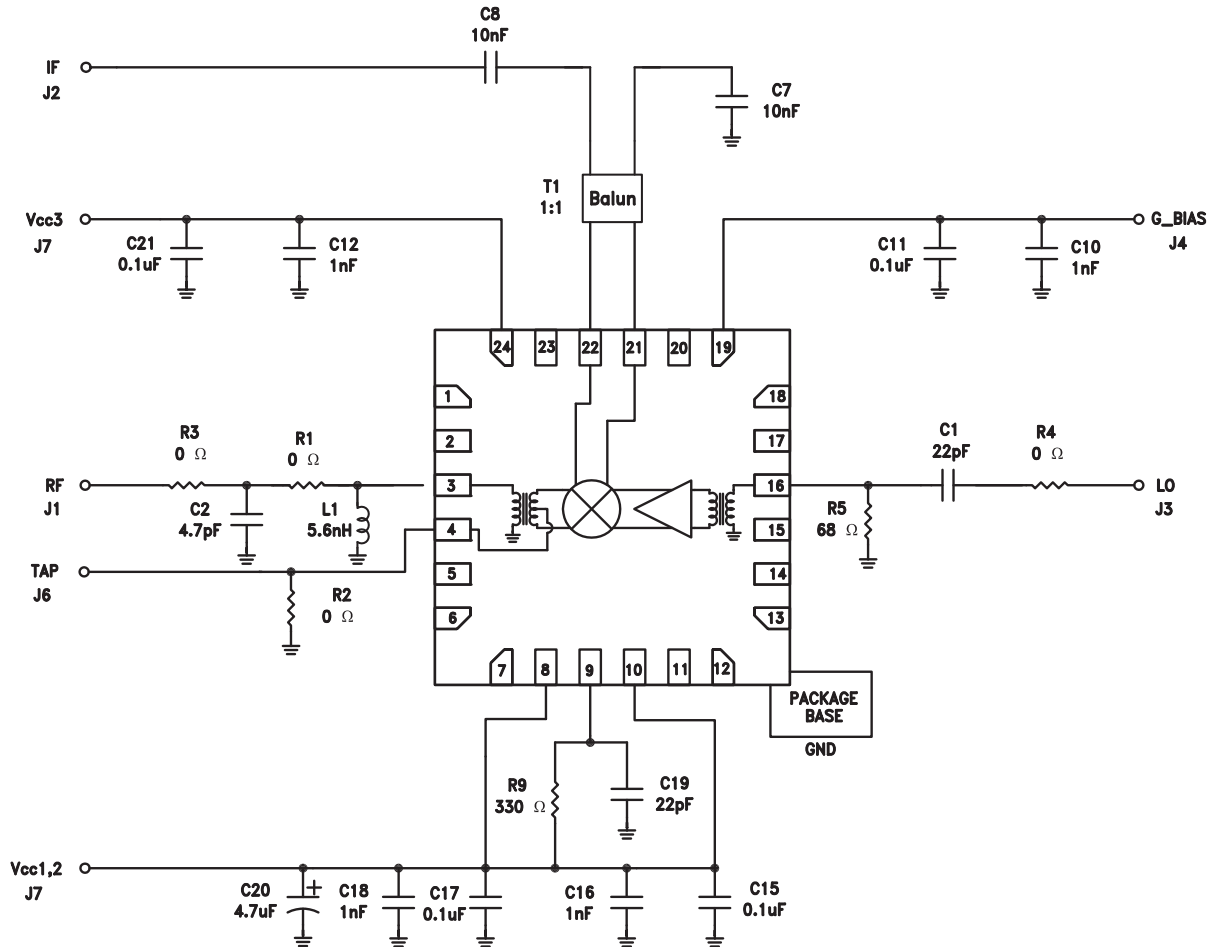 C8
10nF
IF
J2
C7
10nF
T1
1:1
Balun
Vcc3
J7
C21
0.1uF
C12
1nF
C11
0.1uF
C10
1nF
G_BIAS
J4
24
23
22
21
20
19
1
2
3
4
5
6
18
17
16
15
14
13
7
8
9
10
11
12
R3
0 Ω
R1
0 Ω
RF
J1
C2
4.7pF
L1
5.6nH
TAP
J6
R2
0 Ω
C1
22pF
R4
0 Ω
LO
J3
R5
68 Ω
PACKAGE
BASE
GND
R9
330 Ω
C19
22pF
Vcc1,2
J7
C20
4.7uF
+
C18
1nF
C17
0.1uF
C16
1nF
C15
0.1uF